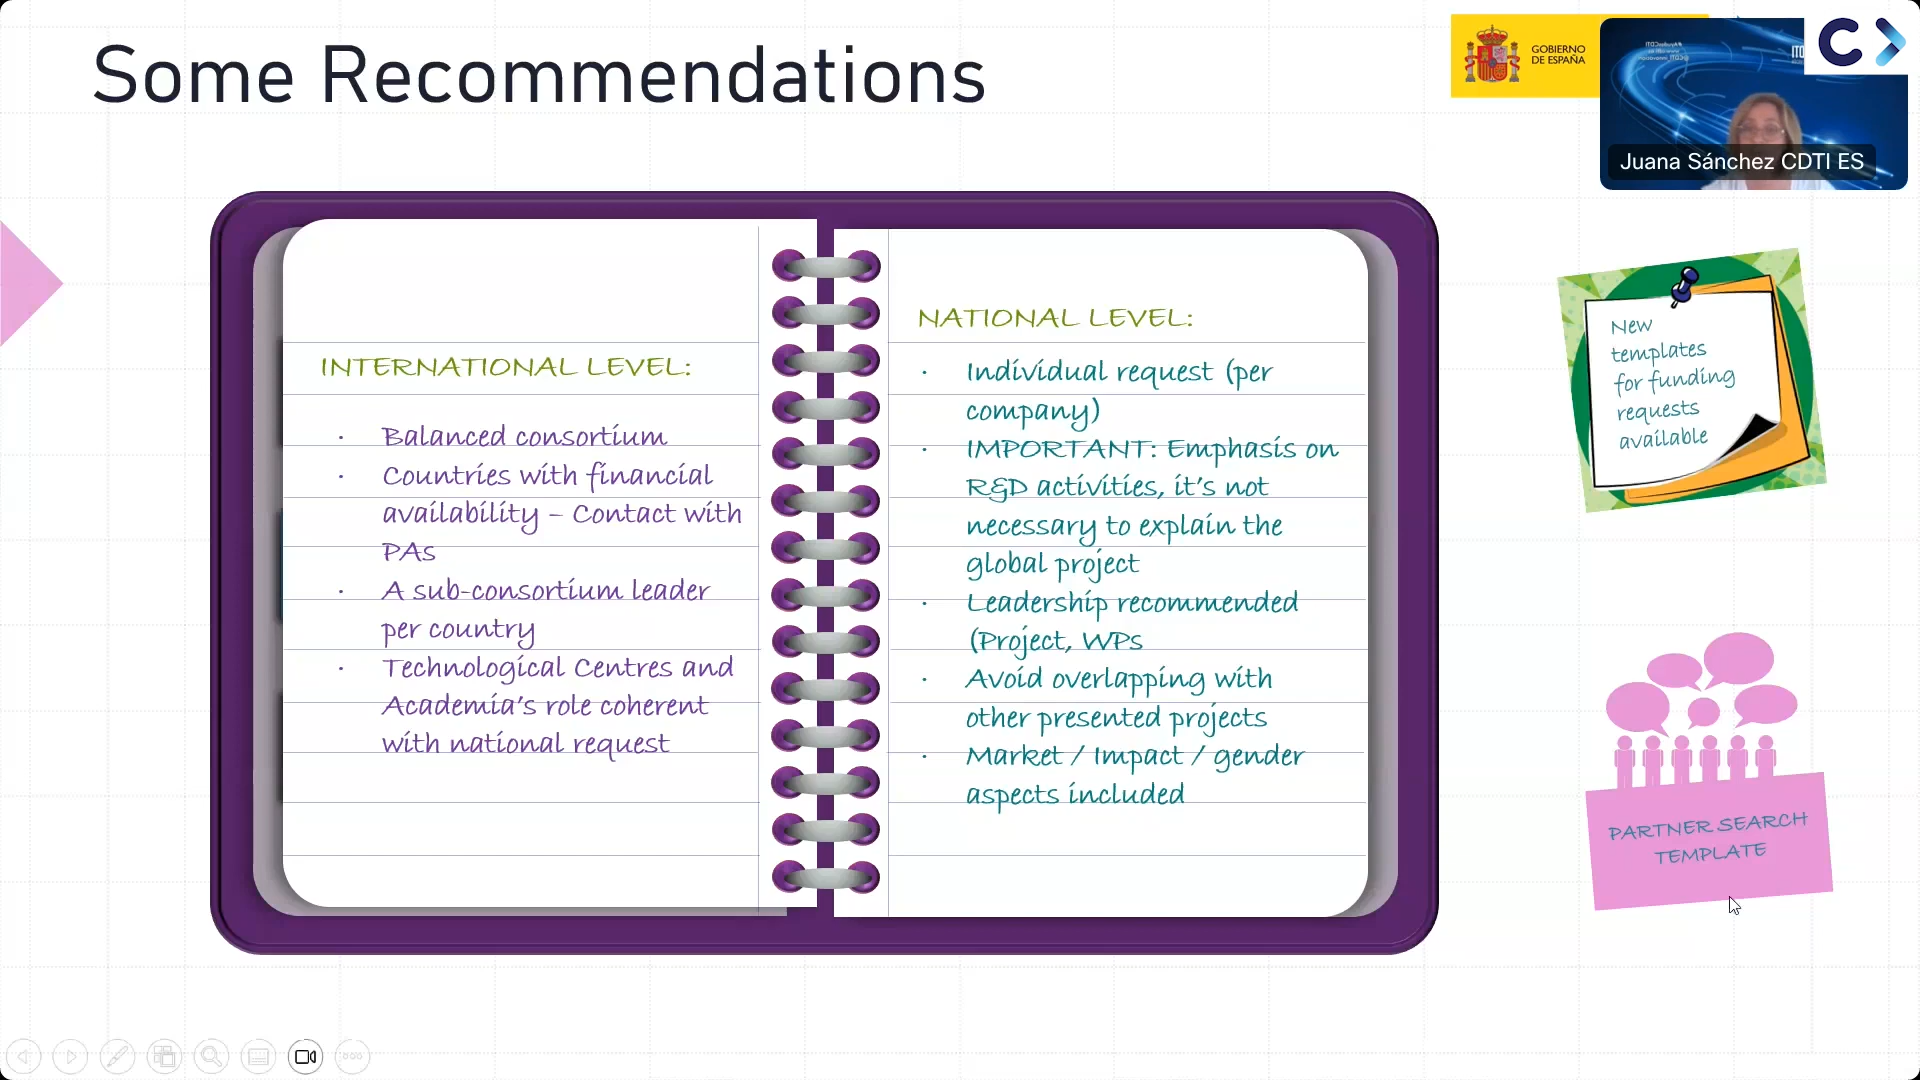 Some Recommendations
GOBIERNO
DE ESPAÑA
Juana Sánchez CDTI ES
INTERNATIONAL LEVEL:
· Balanced consortium
· Countries with financial
availability – Contact with
PAs
· A sub-consortium leader
per country
· Technological Centres and
Academia's role coherent
with national request
NATIONAL LEVEL:
· Individual request (per
company)
· IMPORTANT: Emphasis on
R&D activities, it's not
necessary to explain the
global project
· Leadership recommended
(Project, WPs
· Avoid overlapping with
other presented projects
· Market / Impact / gender
aspects included
New
templates
for funding
requests
available
PARTNER SEARCH
TEMPLATE